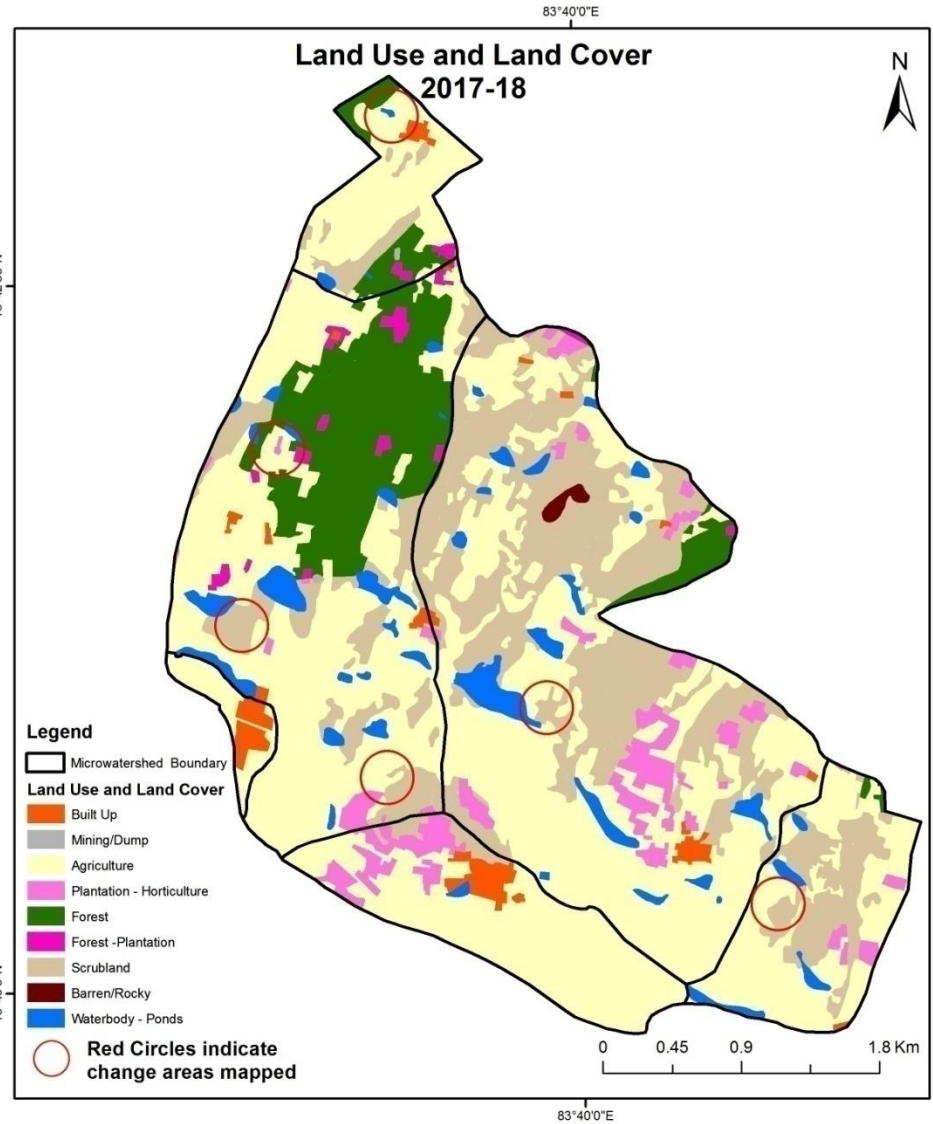 83°40'0"E
Land Use and Land Cover
2017-18
N
Legend
Microwatershed Boundary
Land Use and Land Cover
Built Up
Mining/Dump
Agriculture
Plantation - Horticulture
Forest
Forest -Plantation
Scrubland
Barren/Rocky
Waterbody - Ponds
Red Circles indicate
change areas mapped
0 0.45 0.9 1.8 Km
83°40'0"E